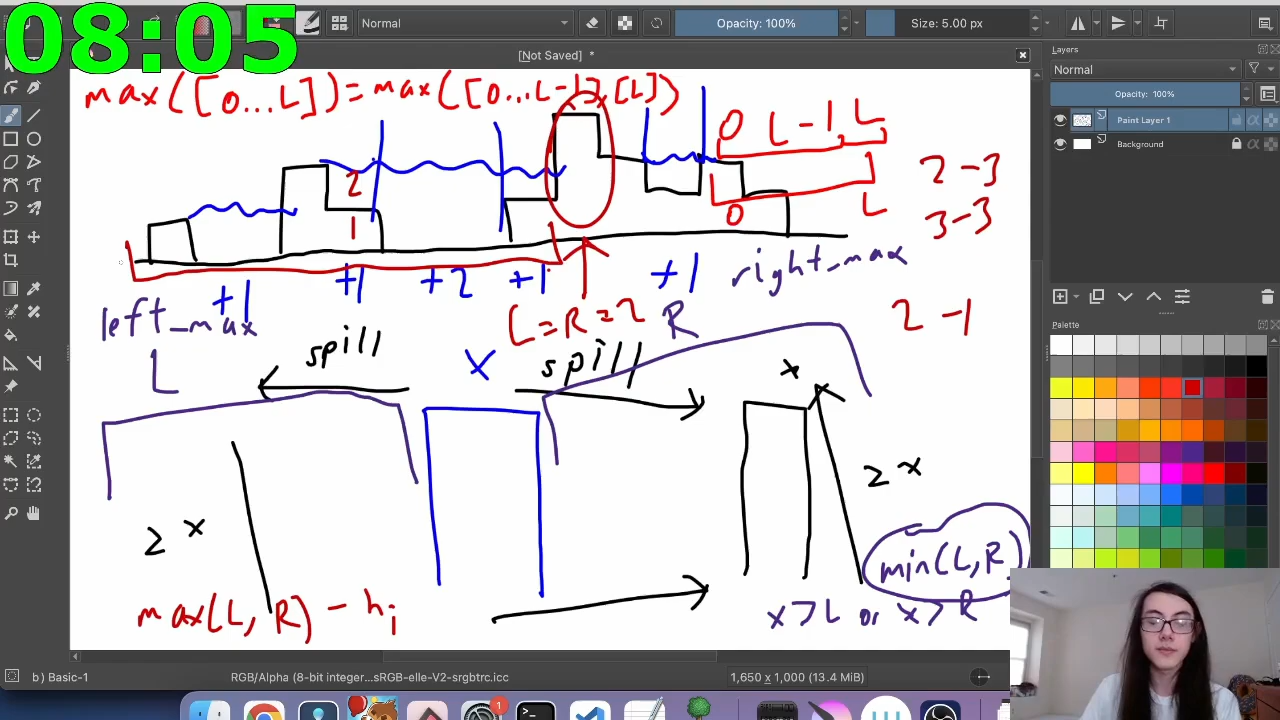 08:05
Normal
Opacity: 100%
Size: 5.00 px
[Not Saved] *
max([0...L]) = max([0...L-1],[L])
0 L-1 L
0 L
2 - 3
3 - 3
2
1
+1 +1 +2 +1 +1
left_max
right_max
L = R = 2
2 - 1
L
R
spill
x
spill
x
≥ x
≥ x
max(L, R) - hi
min(L,R)
x > L or x > R
Layers
Normal
Opacity: 100%
Paint Layer 1
Background
Palette
b) Basic-1
RGB/Alpha (8-bit integer...sRGB-elle-V2-srgbtrc.icc
1,650 x 1,000 (13.4 MiB)
1